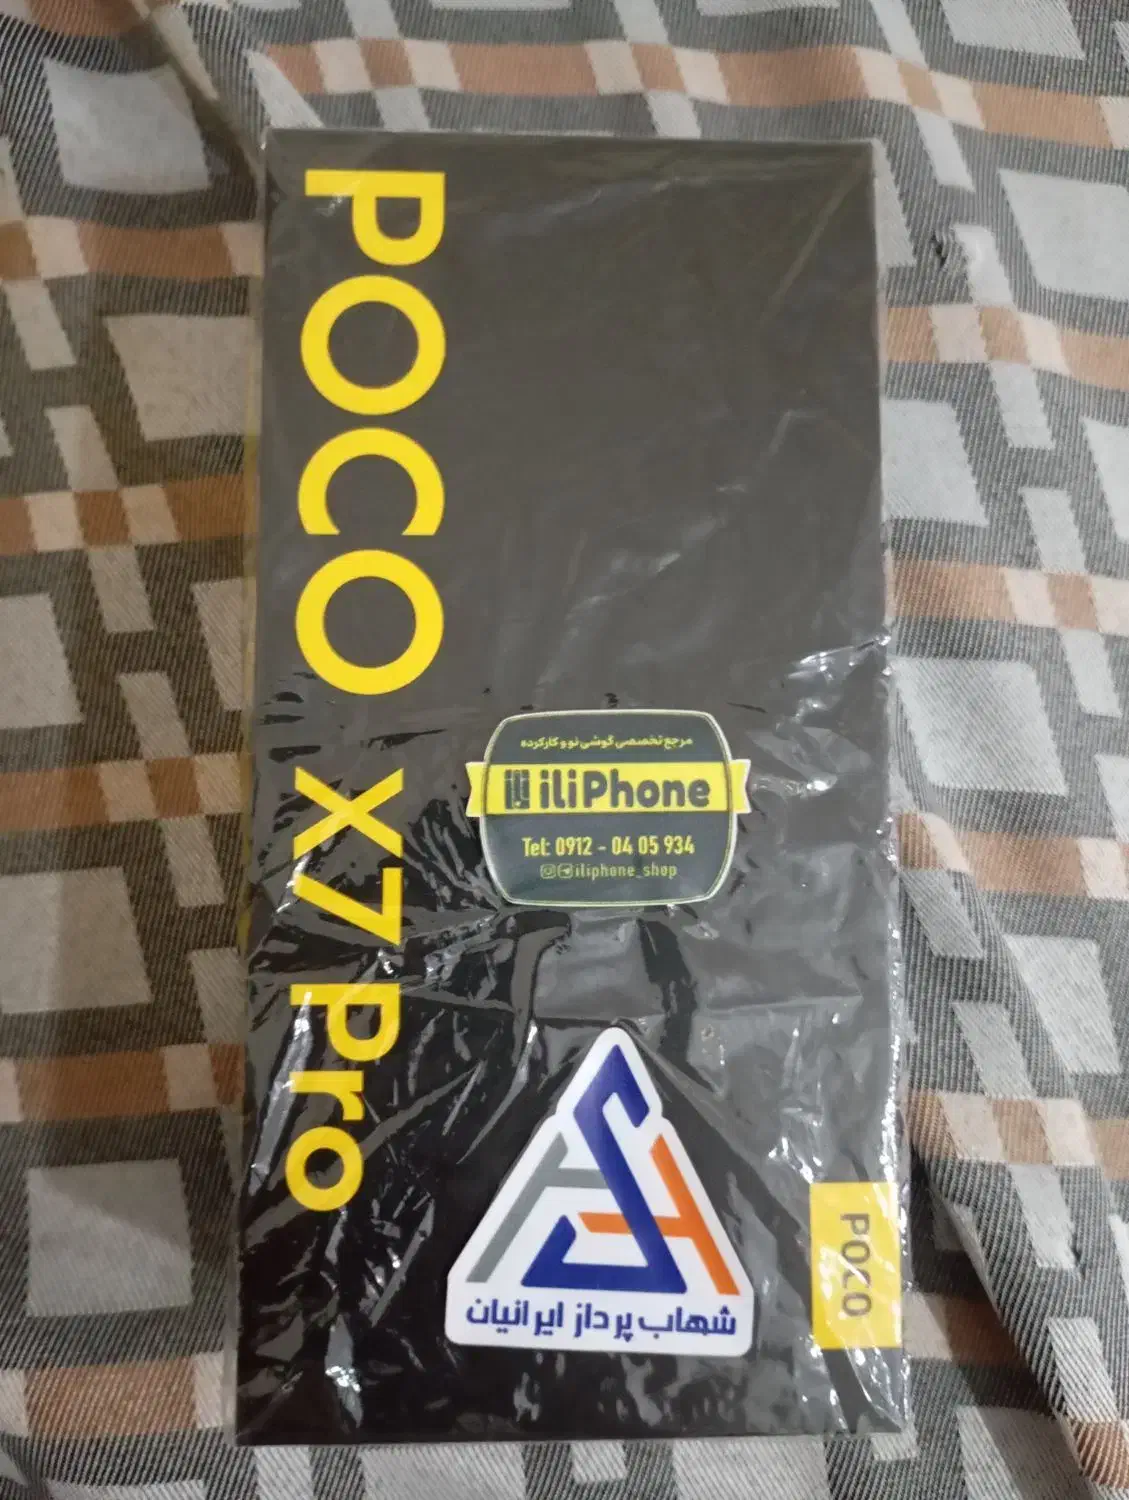 POCO X7 Pro
مرجع تخصصی گوشی نو و کارکرده
iliPhone
Tel: 0912 - 04 05 934
iliphone_shop
شهاب پرداز ایرانیان
POCO